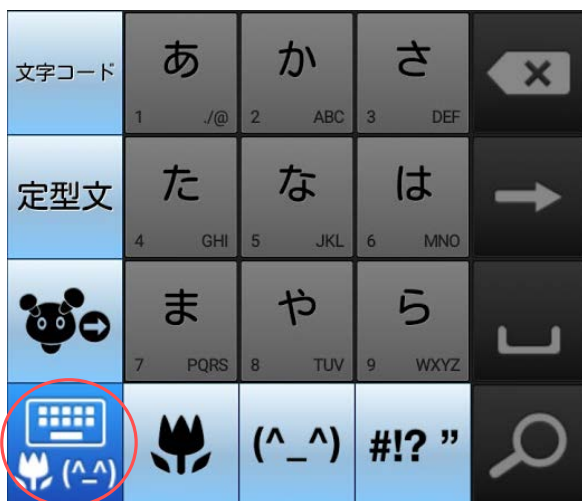 文字コード
あ
か
さ
1 ./@
2 ABC
3 DEF
定型文
た
な
は
4 GHI
5 JKL
6 MNO
ま
や
ら
7 PQRS
8 TUV
9 WXYZ
(^_^)
(^_^)
#!? ”